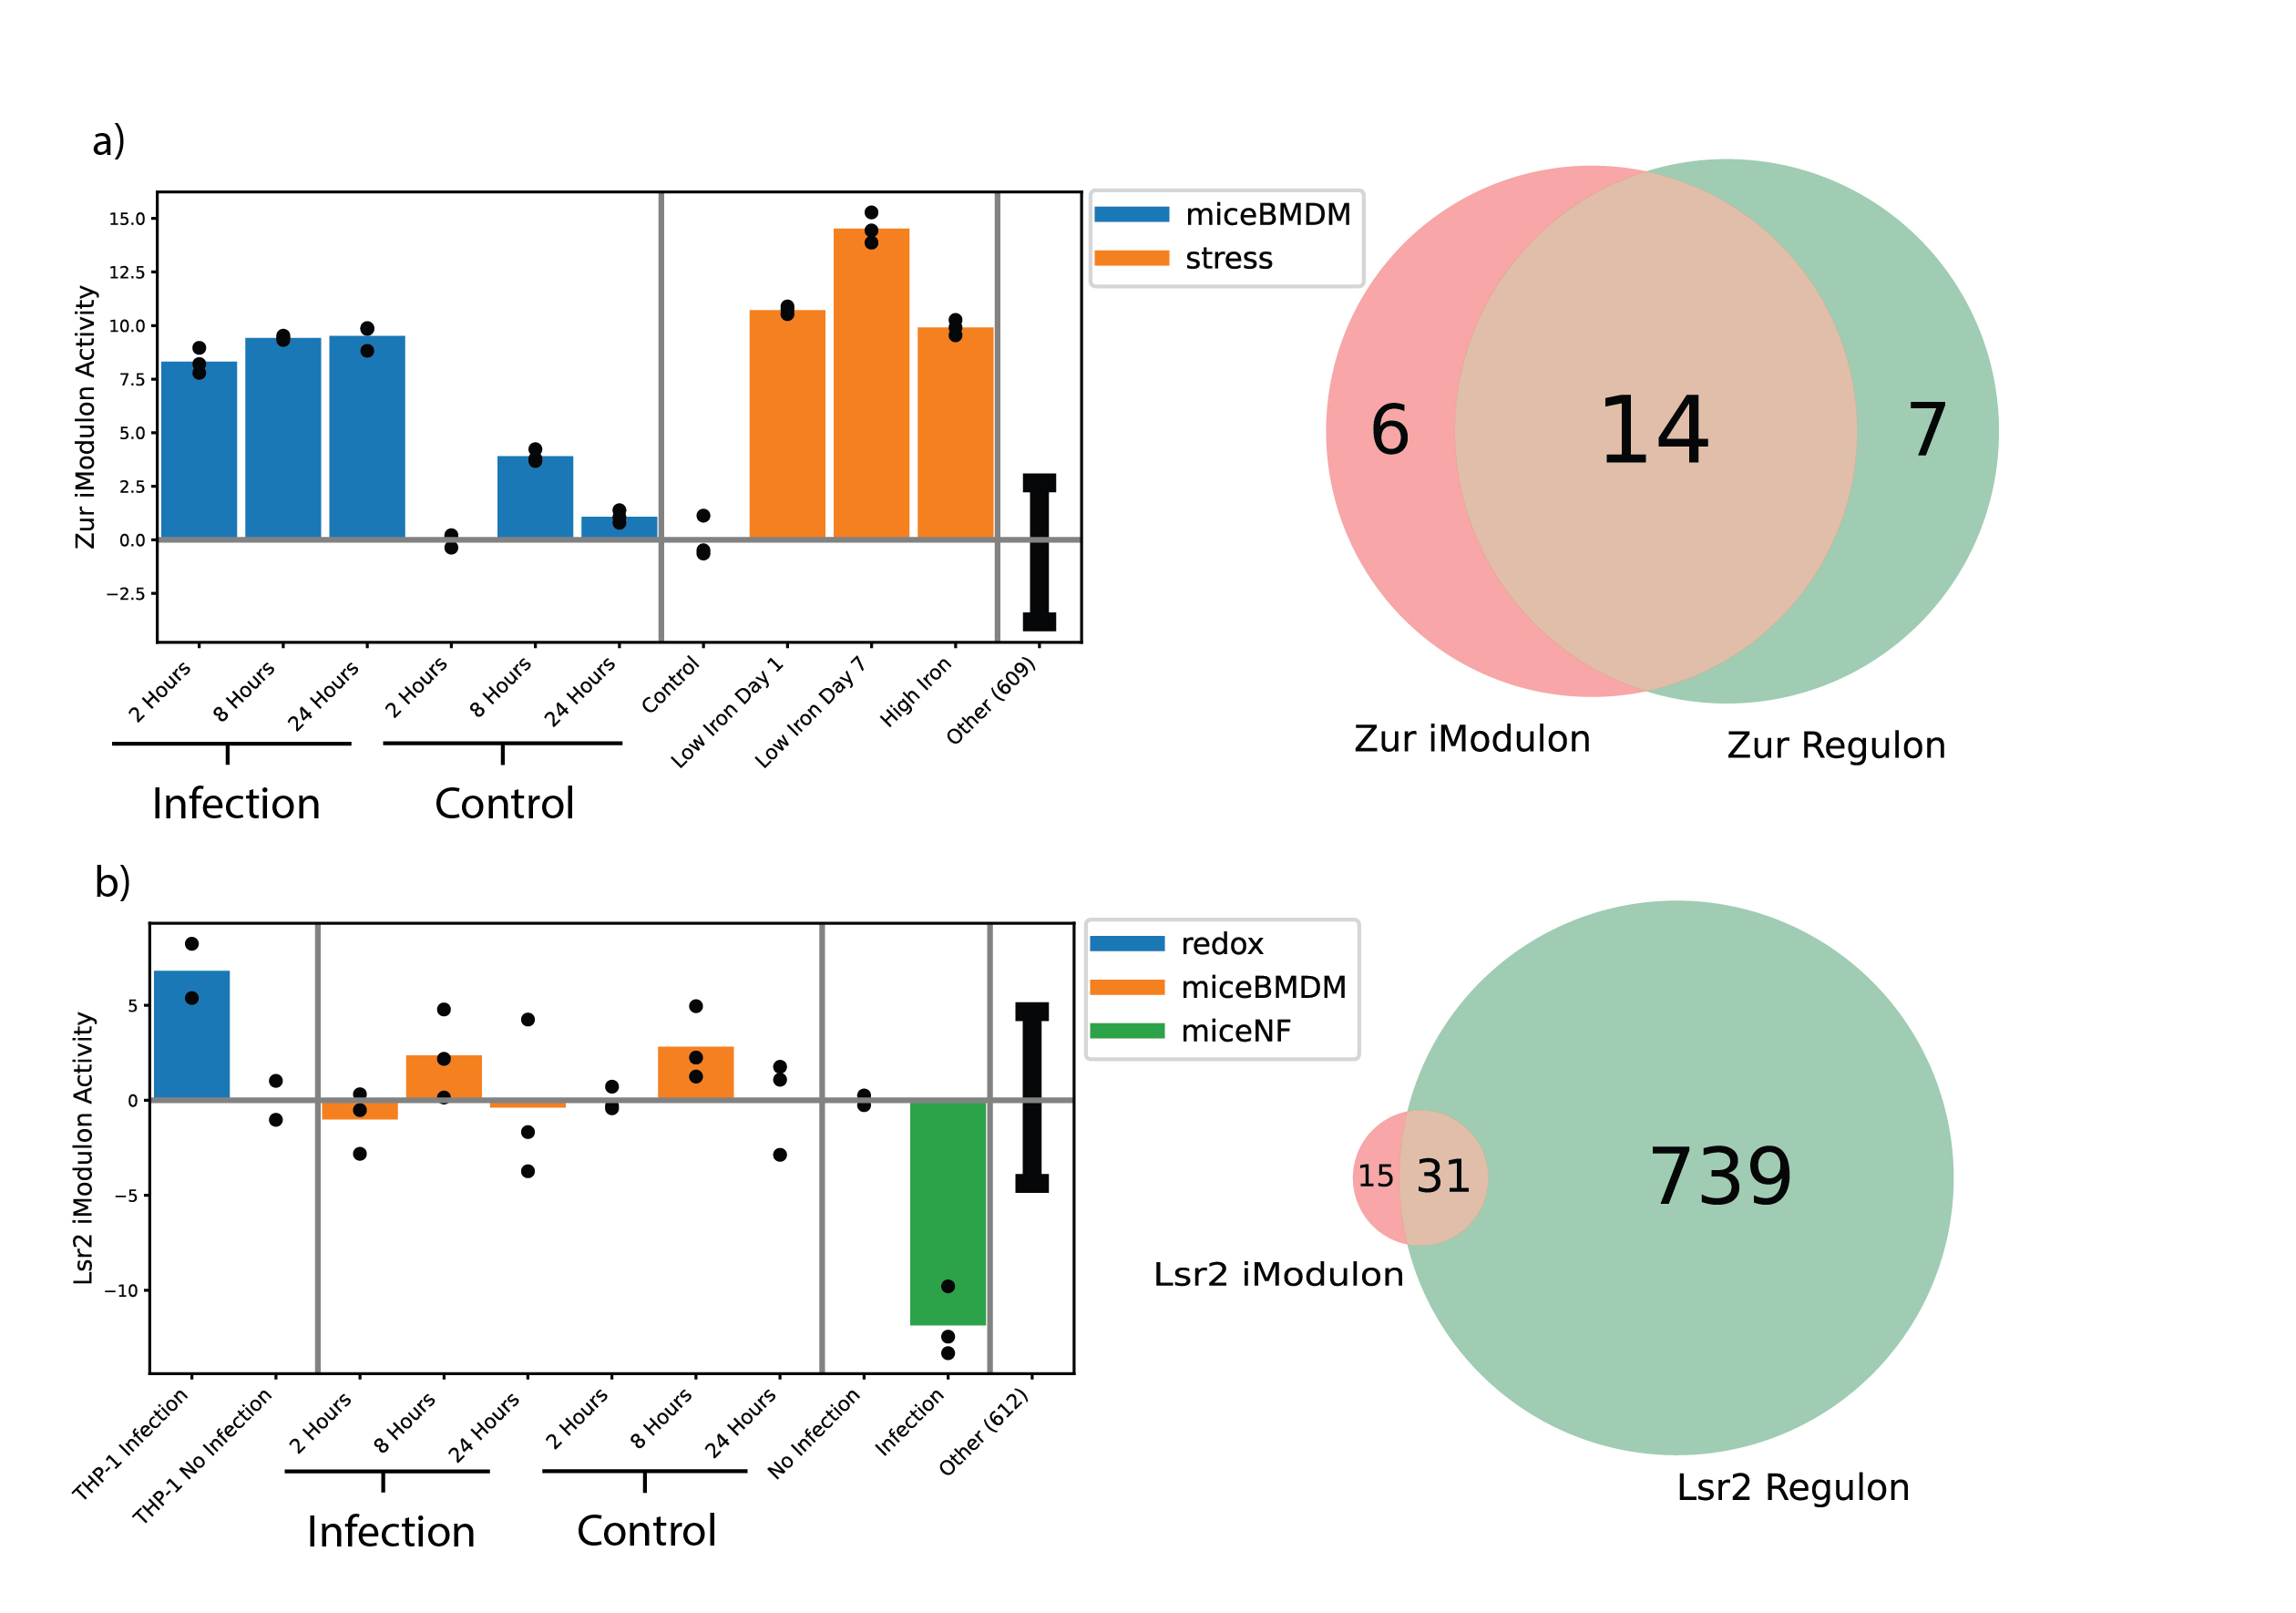 a)
Zur iModulon Activity
15.0
12.5
10.0
7.5
5.0
2.5
0.0
−2.5
2 Hours
8 Hours
24 Hours
2 Hours
8 Hours
24 Hours
Control
Low Iron Day 1
Low Iron Day 7
High Iron
Other (609)
Infection
Control
miceBMDM
stress
6
14
7
Zur iModulon
Zur Regulon
b)
Lsr2 iModulon Activity
5
0
−5
−10
THP-1 Infection
THP-1 No Infection
2 Hours
8 Hours
24 Hours
2 Hours
8 Hours
24 Hours
No Infection
Infection
Other (612)
Infection
Control
redox
miceBMDM
miceNF
15
31
739
Lsr2 iModulon
Lsr2 Regulon